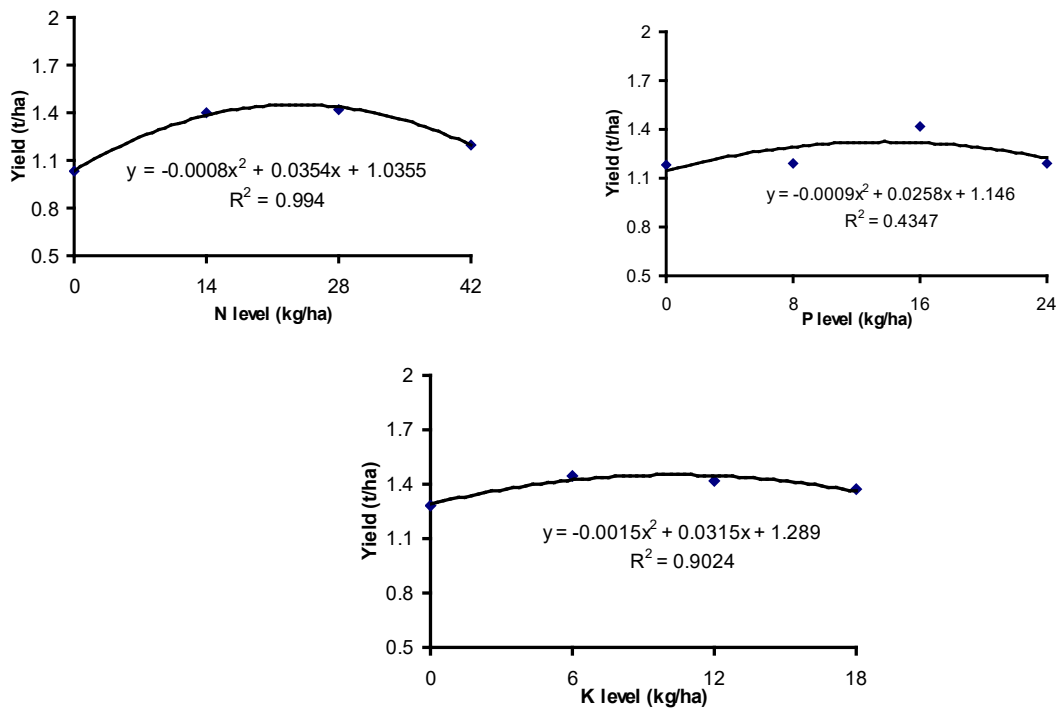 2
1.7
1.4
1.1
0.8
0.5
Yield (t/ha)
y = -0.0008x² + 0.0354x + 1.0355
R² = 0.994
0 14 28 42
N level (kg/ha)
2
1.7
1.4
1.1
0.8
0.5
Yield (t/ha)
y = -0.0009x² + 0.0258x + 1.146
R² = 0.4347
0 8 16 24
P level (kg/ha)
2
1.7
1.4
1.1
0.8
0.5
Yield (t/ha)
y = -0.0015x² + 0.0315x + 1.289
R² = 0.9024
0 6 12 18
K level (kg/ha)